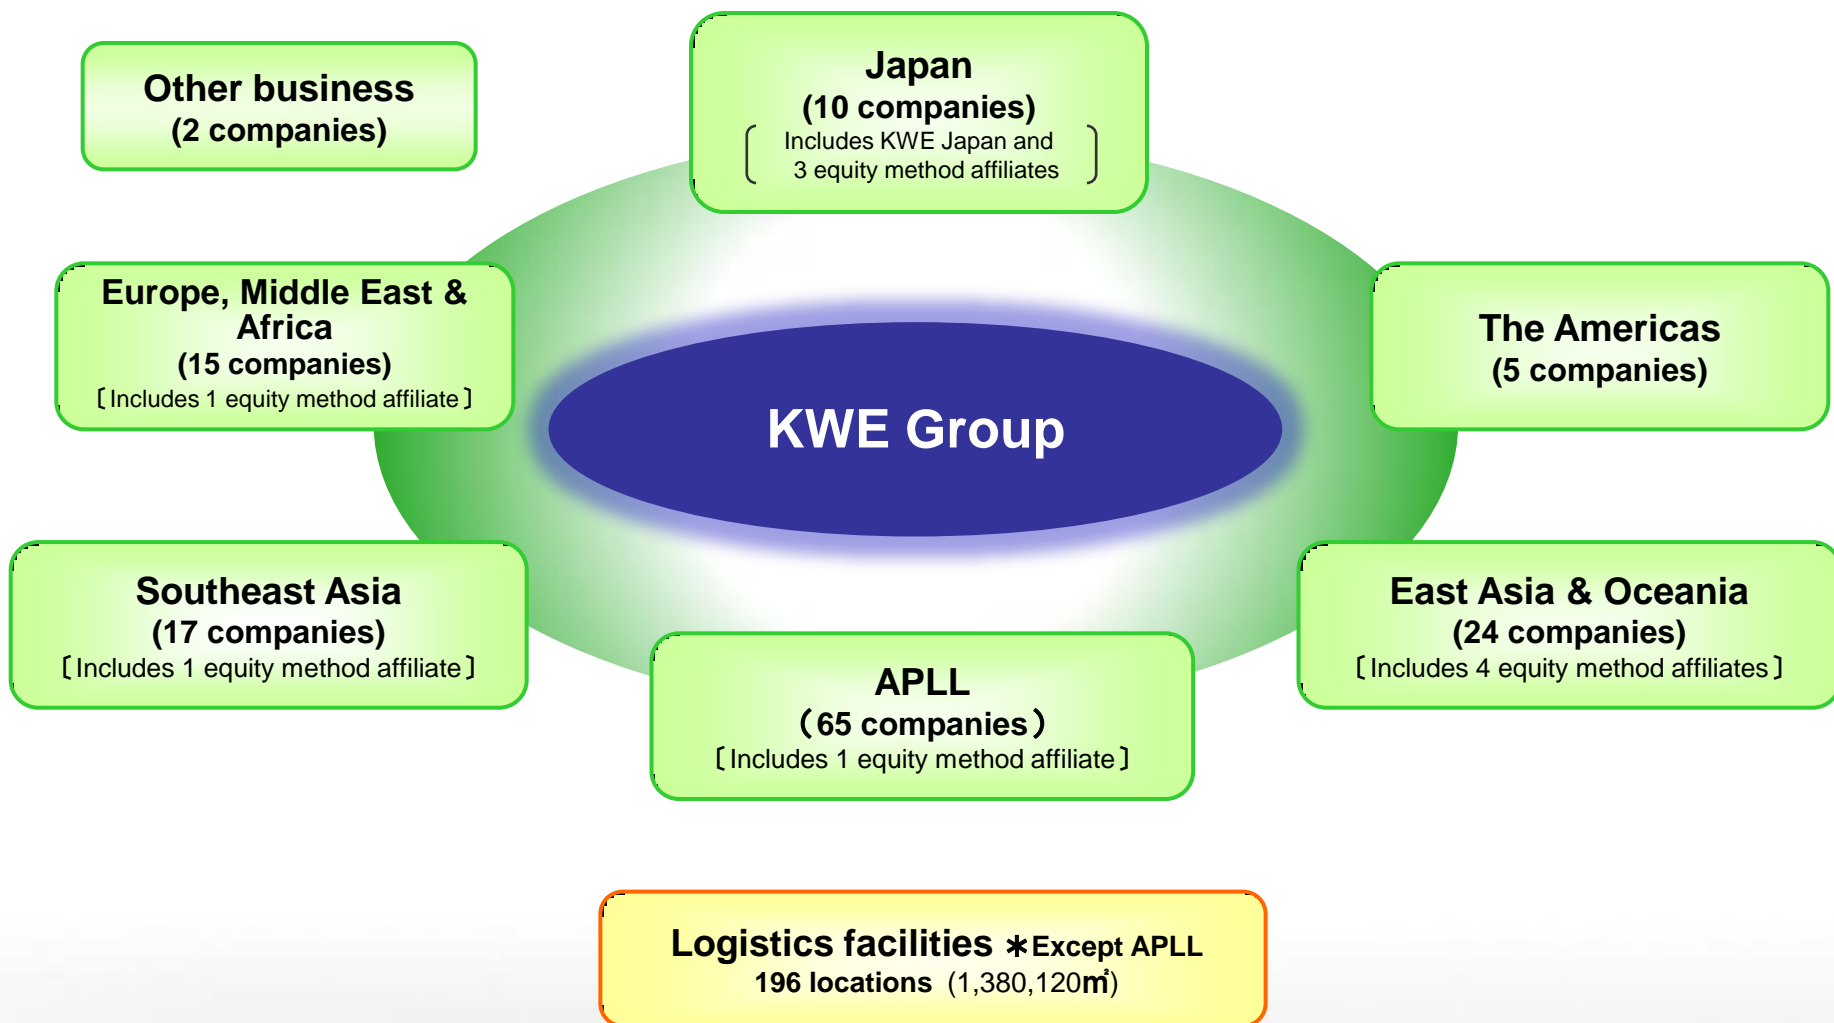 Other business
(2 companies)
Japan
(10 companies)
Includes KWE Japan and
3 equity method affiliates
Europe, Middle East &
Africa
(15 companies)
〔Includes 1 equity method affiliate〕
The Americas
(5 companies)
KWE Group
Southeast Asia
(17 companies)
〔Includes 1 equity method affiliate〕
East Asia & Oceania
(24 companies)
〔Includes 4 equity method affiliates〕
APLL
（65 companies）
〔Includes 1 equity method affiliate〕
Logistics facilities ＊Except APLL
196 locations (1,380,120㎡)